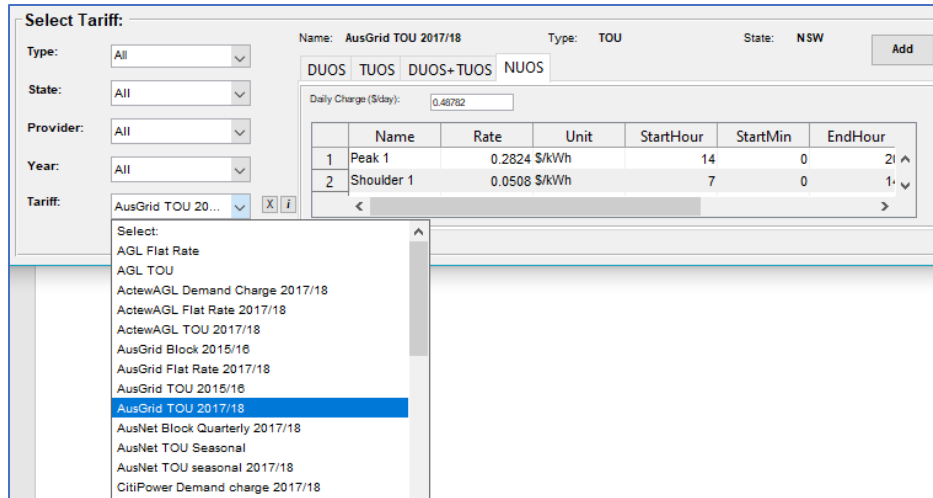 Select Tariff:
Name: AusGrid TOU 2017/18 Type: TOU State: NSW
Add
Type: All
DUOS TUOS DUOS+TUOS NUOS
State: All
Daily Charge ($/day): 0.48782
Provider: All
Name Rate Unit StartHour StartMin EndHour
1 Peak 1 0.2824 $/kWh 14 0
2 Shoulder 1 0.0508 $/kWh 7 0
Year: All
Tariff: AusGrid TOU 20... X i
Select:
AGL Flat Rate
AGL TOU
ActewAGL Demand Charge 2017/18
ActewAGL Flat Rate 2017/18
ActewAGL TOU 2017/18
AusGrid Block 2015/16
AusGrid Flat Rate 2017/18
AusGrid TOU 2015/16
AusGrid TOU 2017/18
AusNet Block Quarterly 2017/18
AusNet TOU Seasonal
AusNet TOU seasonal 2017/18
CitiPower Demand charge 2017/18